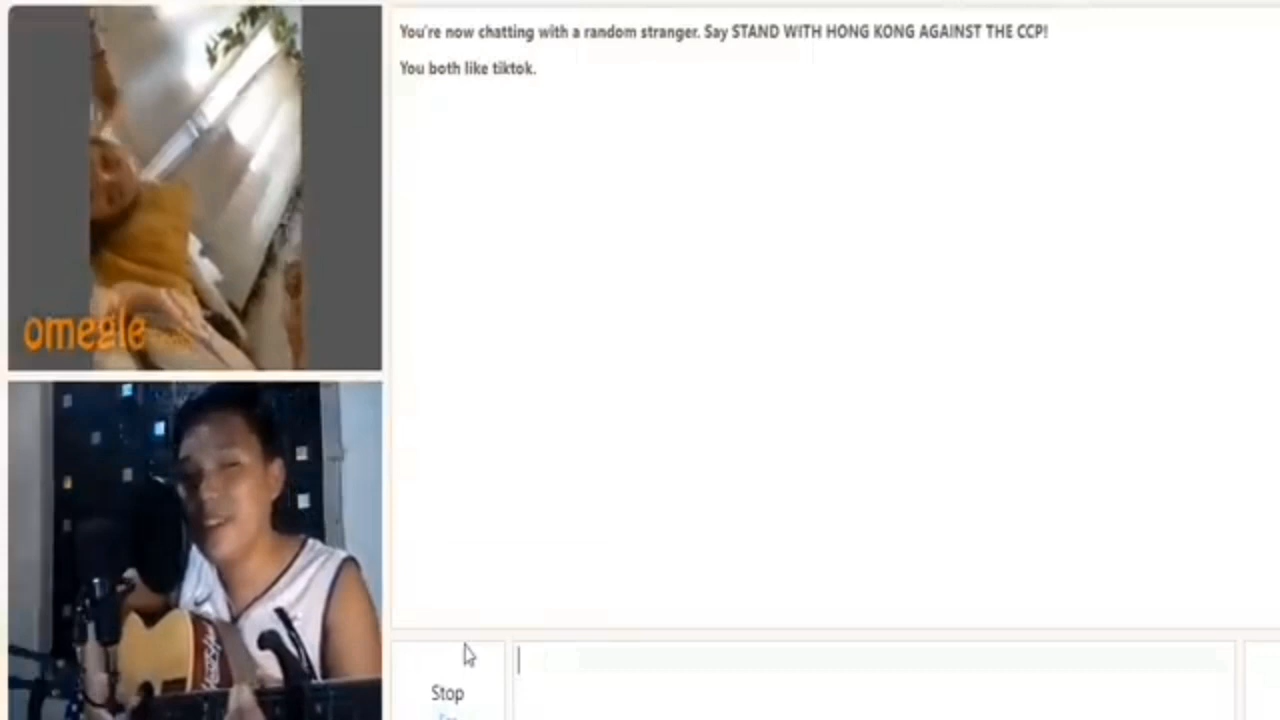 You're now chatting with a random stranger. Say STAND WITH HONG KONG AGAINST THE CCP!
You both like tiktok.
omegle
Stop